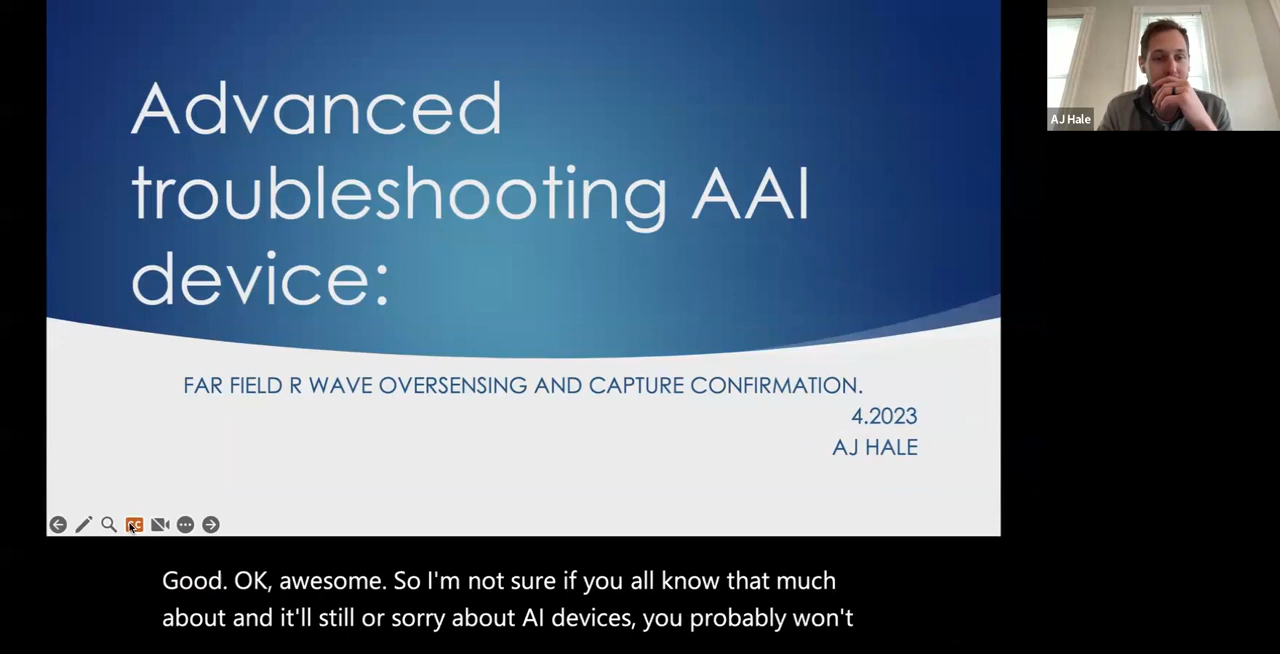 Advanced
troubleshooting AAI
device:
FAR FIELD R WAVE OVERSENSING AND CAPTURE CONFIRMATION.
4.2023
AJ HALE
AJ Hale
CC
Good. OK, awesome. So I'm not sure if you all know that much
about and it'll still or sorry about AI devices, you probably won't